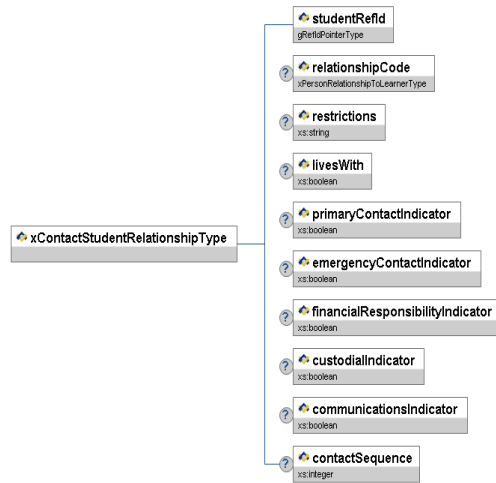 studentRefId
gRefIdPointerType
?
relationshipCode
xPersonRelationshipToLearnerType
?
restrictions
xs:string
?
livesWith
xs:boolean
?
primaryContactIndicator
xs:boolean
xContactStudentRelationshipType
?
emergencyContactIndicator
xs:boolean
?
financialResponsibilityIndicator
xs:boolean
?
custodialIndicator
xs:boolean
?
communicationsIndicator
xs:boolean
?
contactSequence
xs:integer